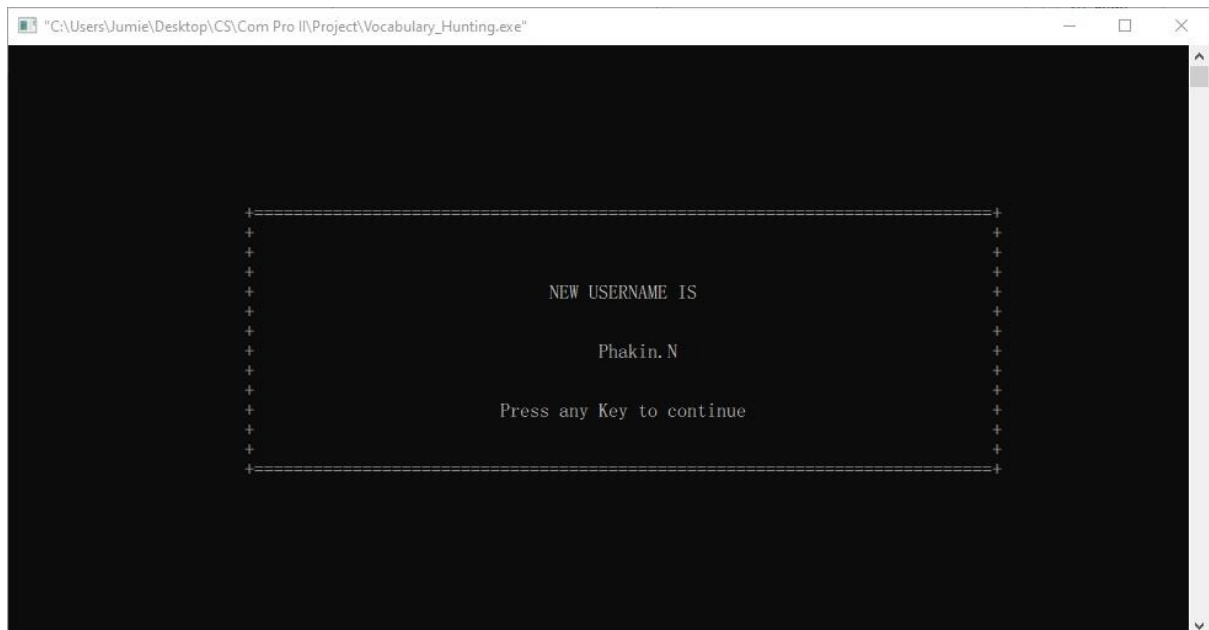 "C:\Users\Jumie\Desktop\CS\Com Pro II\Project\Vocabulary_Hunting.exe"
+===========================================================================+
+ +
+ +
+ +
+ NEW USERNAME IS +
+ +
+ +
+ Phakin.N +
+ +
+ +
+ Press any Key to continue +
+ +
+ +
+===========================================================================+